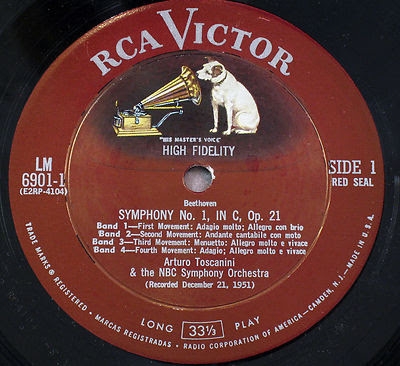 RCA VICTOR
"HIS MASTER'S VOICE"
HIGH FIDELITY
LM
6901-1
(E2RP-4104)
SIDE 1
RED SEAL
Beethoven
SYMPHONY No. 1, IN C, Op. 21
Band 1—First Movement: Adagio molto; Allegro con brio
Band 2—Second Movement: Andante cantabile con moto
Band 3—Third Movement: Menuetto: Allegro molto e vivace
Band 4—Fourth Movement: Adagio; Allegro molto e vivace
Arturo Toscanini
& the NBC Symphony Orchestra
(Recorded December 21, 1951)
LONG 33⅓ PLAY
TRADE MARKS ® REGISTERED • MARCAS REGISTRADAS • RADIO CORPORATION OF AMERICA—CAMDEN, N. J.—MADE IN U.S.A.